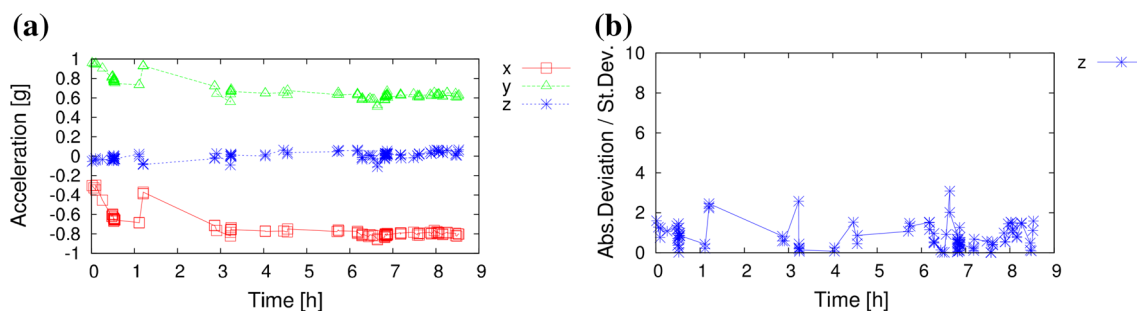 (a)
Acceleration [g]
1
0.8
0.6
0.4
0.2
0
-0.2
-0.4
-0.6
-0.8
-1
0 1 2 3 4 5 6 7 8 9
Time [h]
x
y
z
(b)
Abs.Deviation / St.Dev.
10
8
6
4
2
0
0 1 2 3 4 5 6 7 8 9
Time [h]
z